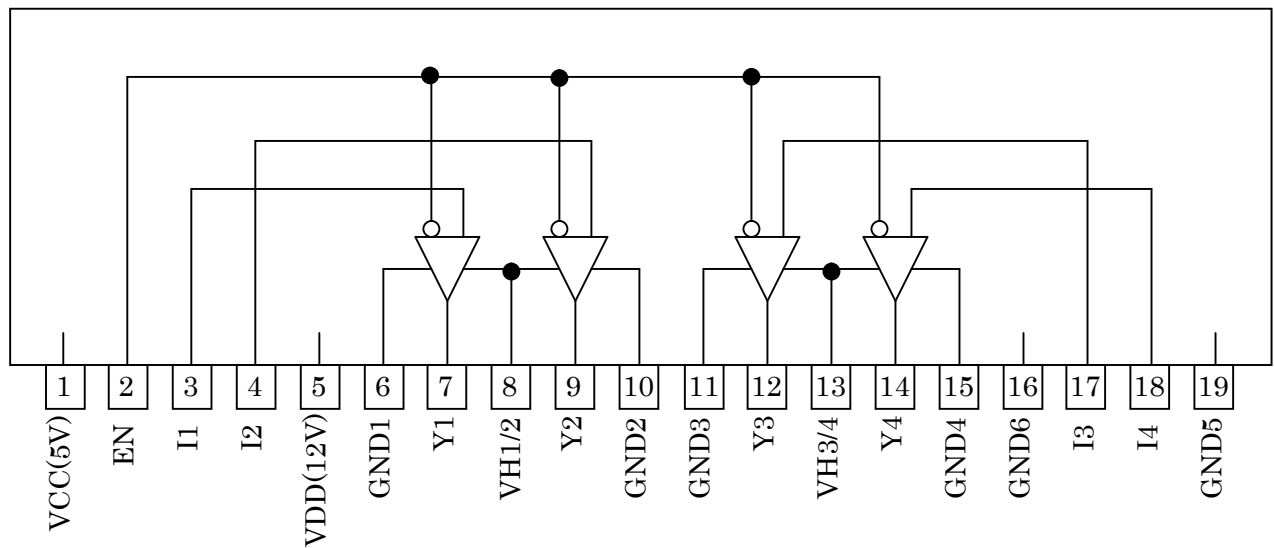 1 2 3 4 5 6 7 8 9 10 11 12 13 14 15 16 17 18 19
VCC(5V)
EN
I1
I2
VDD(12V)
GND1
Y1
VH1/2
Y2
GND2
GND3
Y3
VH3/4
Y4
GND4
GND6
I3
I4
GND5